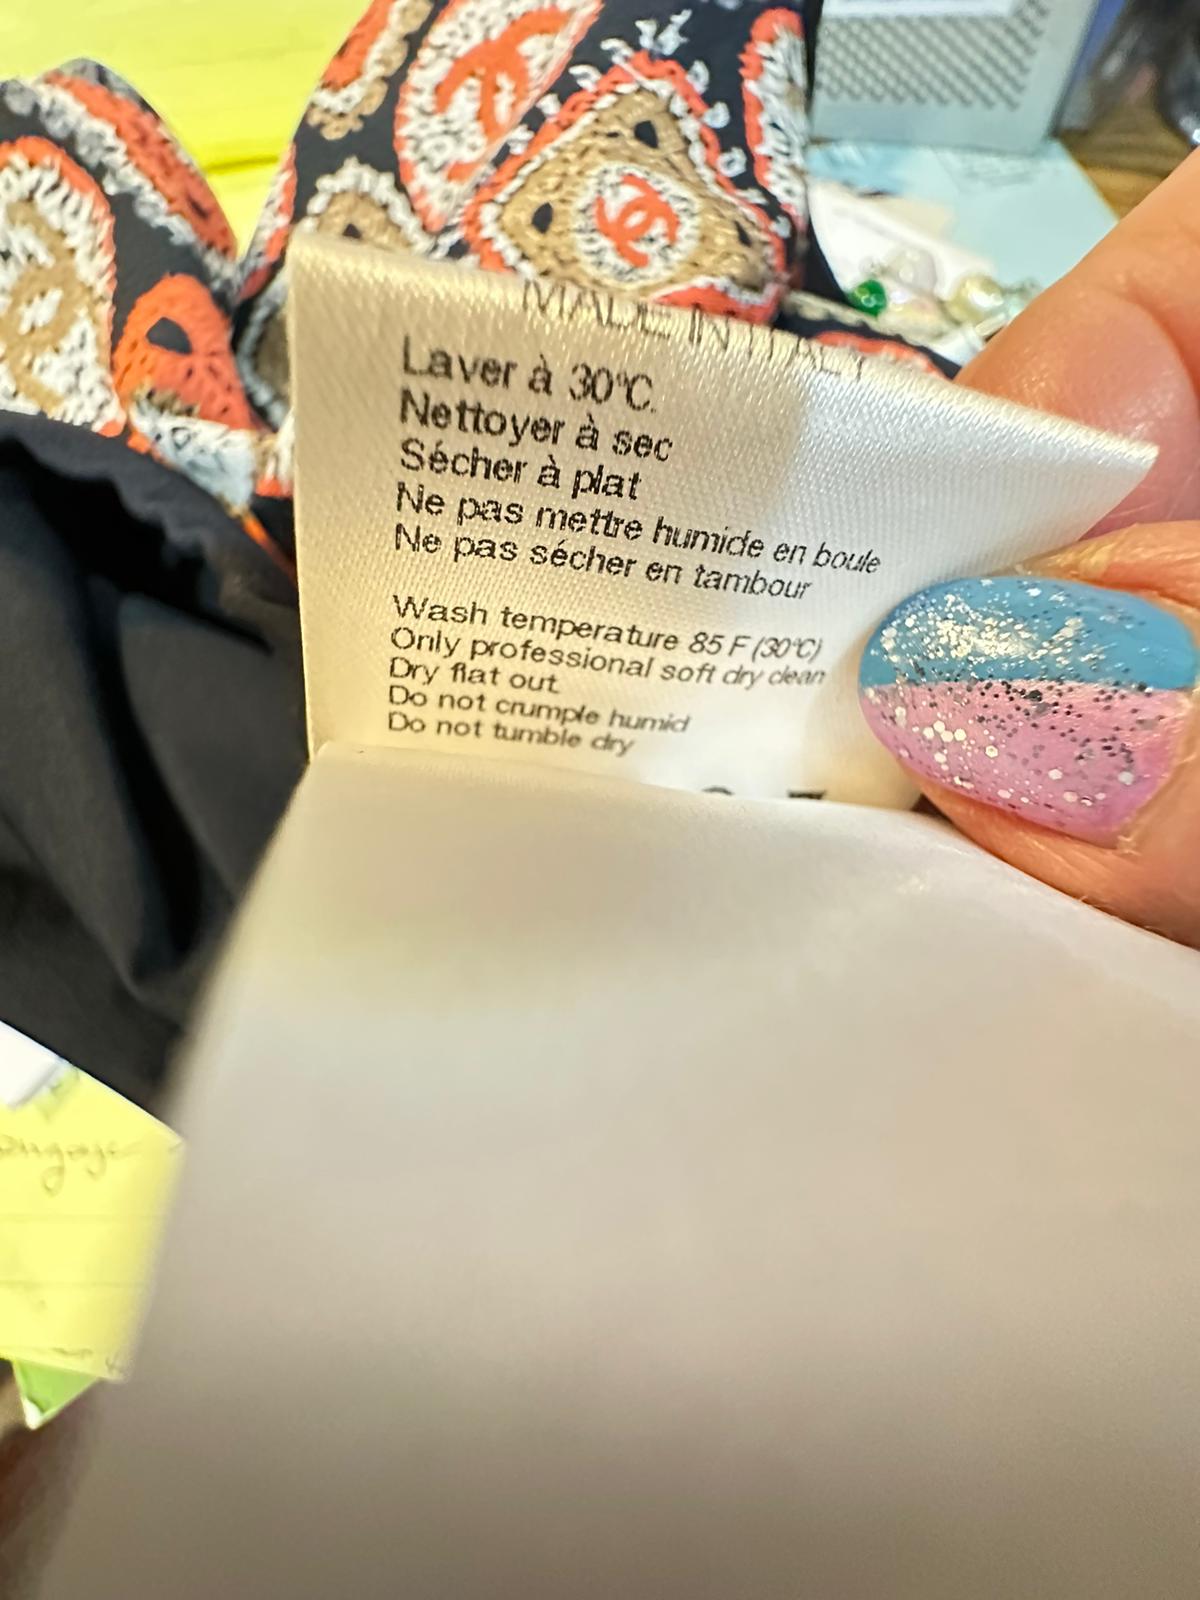 MADE IN ITALY
Laver à 30°C.
Nettoyer à sec
Sécher à plat
Ne pas mettre humide en boule
Ne pas sécher en tambour
Wash temperature 85 F (30°C)
Only professional soft dry clean
Dry flat out
Do not crumple humid
Do not tumble dry